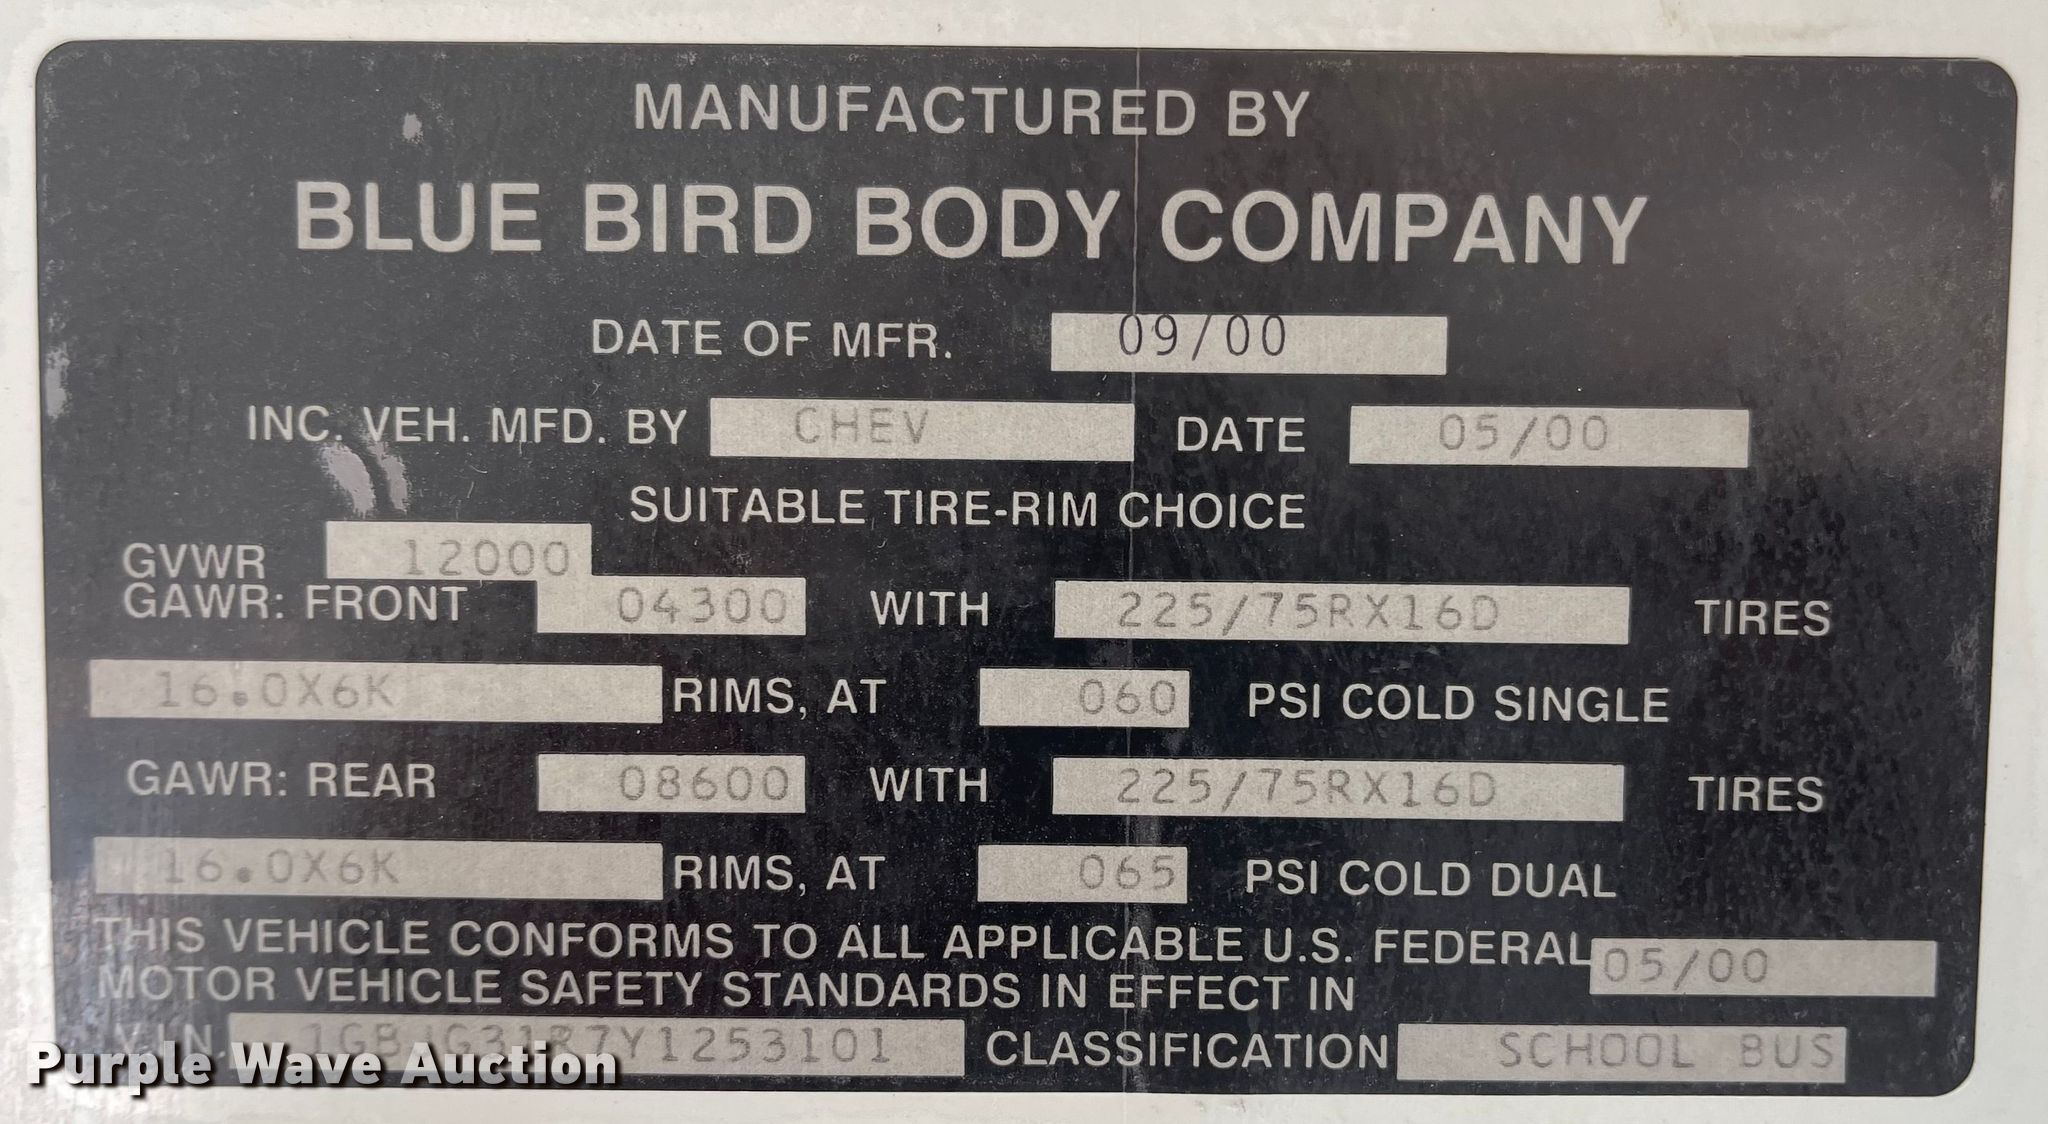 MANUFACTURED BY
BLUE BIRD BODY COMPANY
DATE OF MFR. 09/00
INC. VEH. MFD. BY CHEV DATE 05/00
SUITABLE TIRE-RIM CHOICE
GVWR 12000
GAWR: FRONT 04300 WITH 225/75RX16D TIRES
16.0X6K RIMS, AT 060 PSI COLD SINGLE
GAWR: REAR 08600 WITH 225/75RX16D TIRES
16.0X6K RIMS, AT 065 PSI COLD DUAL
THIS VEHICLE CONFORMS TO ALL APPLICABLE U.S. FEDERAL 05/00
MOTOR VEHICLE SAFETY STANDARDS IN EFFECT IN
V.I.N. 1GBJG31R7Y1253101 CLASSIFICATION SCHOOL BUS
Purple Wave Auction